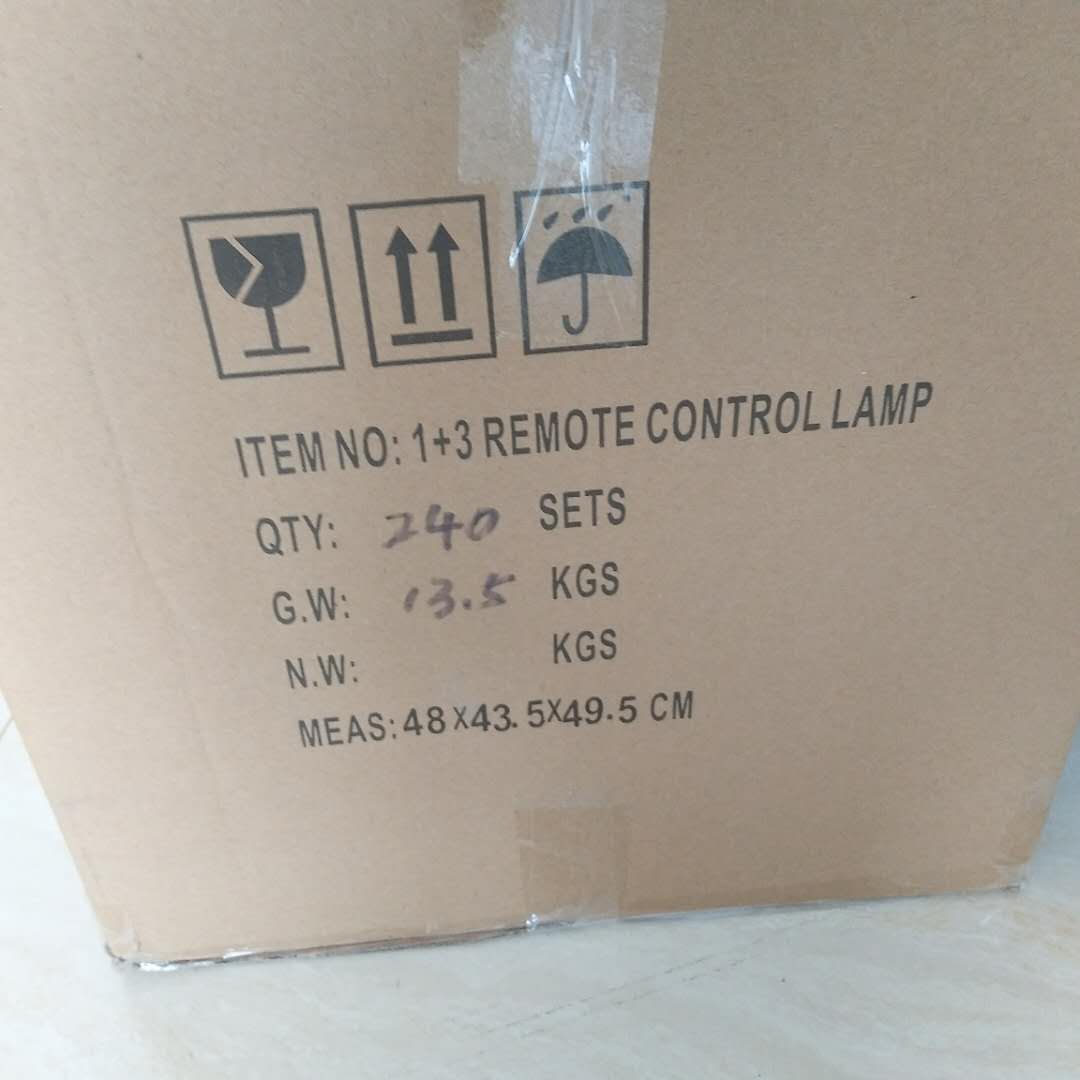 ITEM NO: 1+3 REMOTE CONTROL LAMP
QTY: 240 SETS
G.W: 13.5 KGS
N.W: KGS
MEAS: 48X43.5X49.5 CM